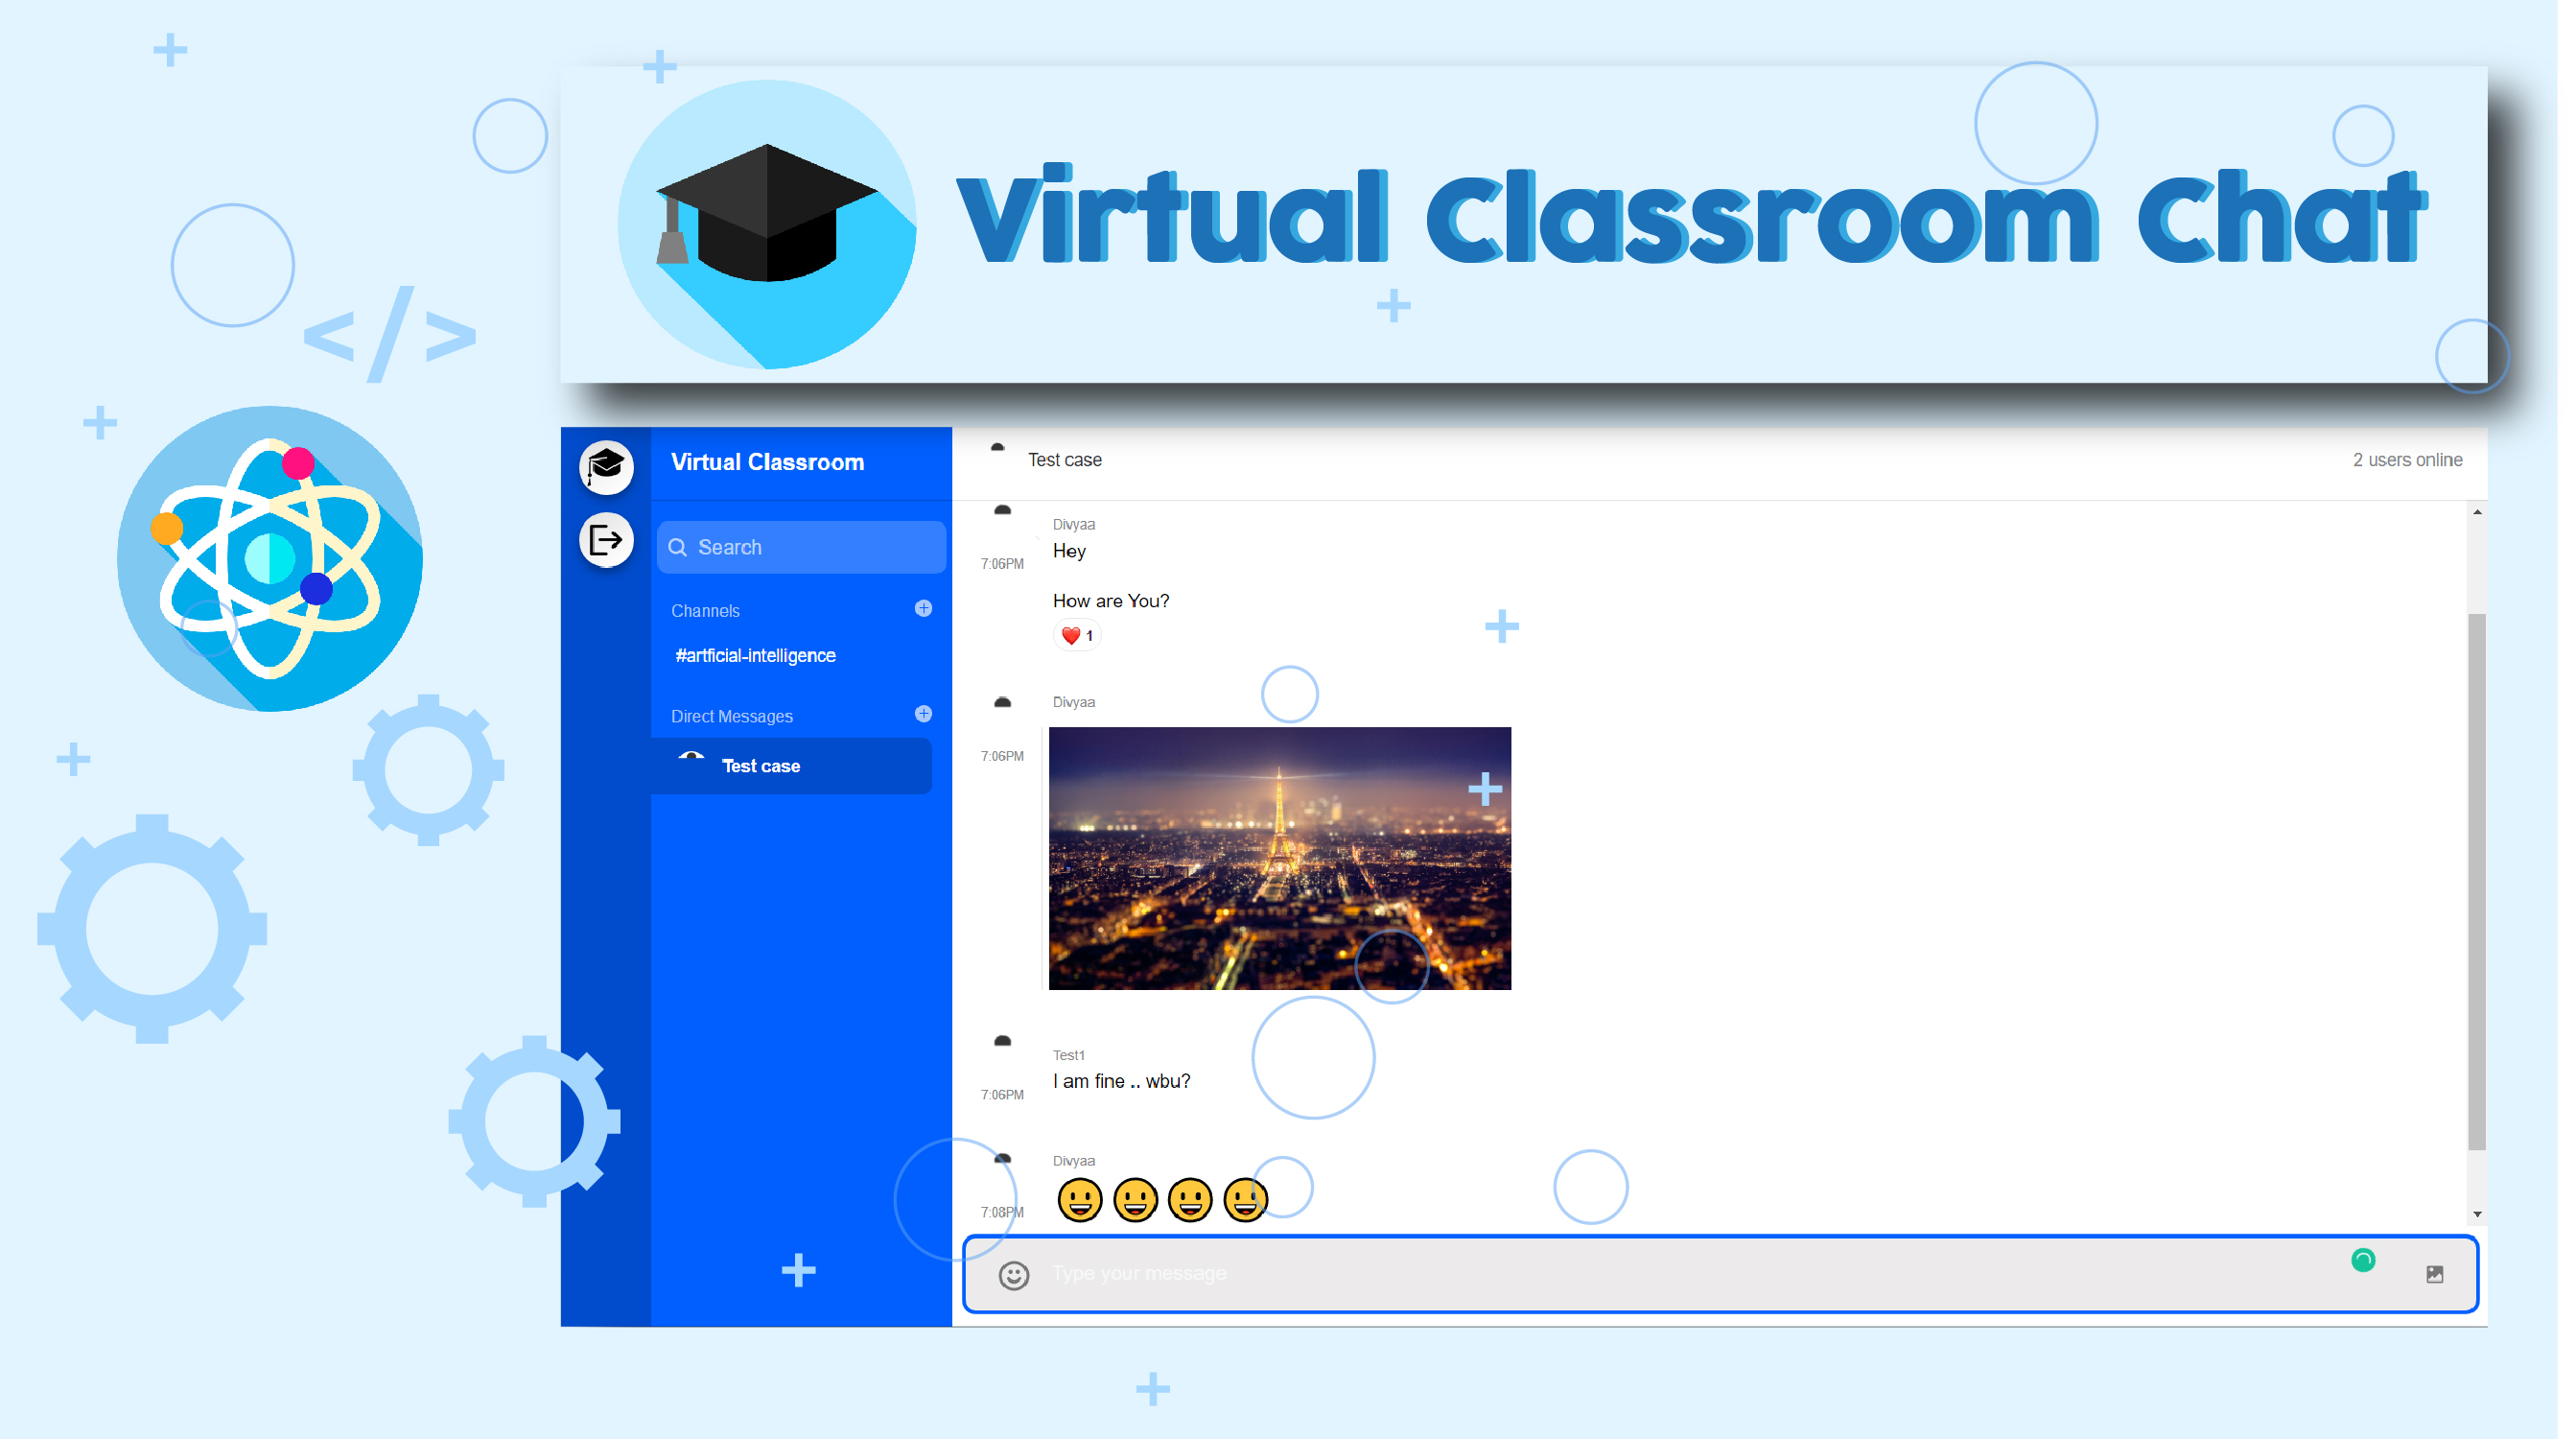 Virtual Classroom Chat
</>
Virtual Classroom
Search
Channels
#artficial-intelligence
Direct Messages
Test case
Test case
2 users online
Divyaa
Hey
7:06PM
How are You?
1
Divyaa
7:06PM
Test1
I am fine .. wbu?
7:06PM
Divyaa
7:08PM
Type your message